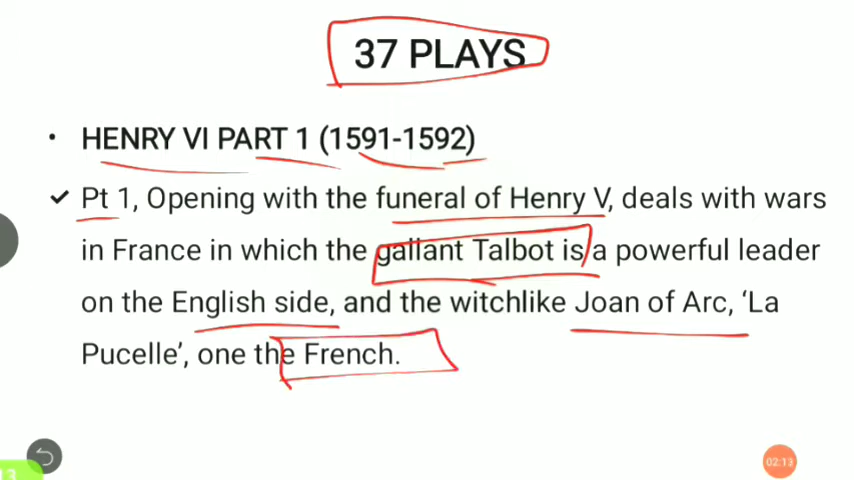 37 PLAYS
• HENRY VI PART 1 (1591-1592)
✓ Pt 1, Opening with the funeral of Henry V, deals with wars
in France in which the gallant Talbot is a powerful leader
on the English side, and the witchlike Joan of Arc, ‘La
Pucelle’, one the French.
13
02:13